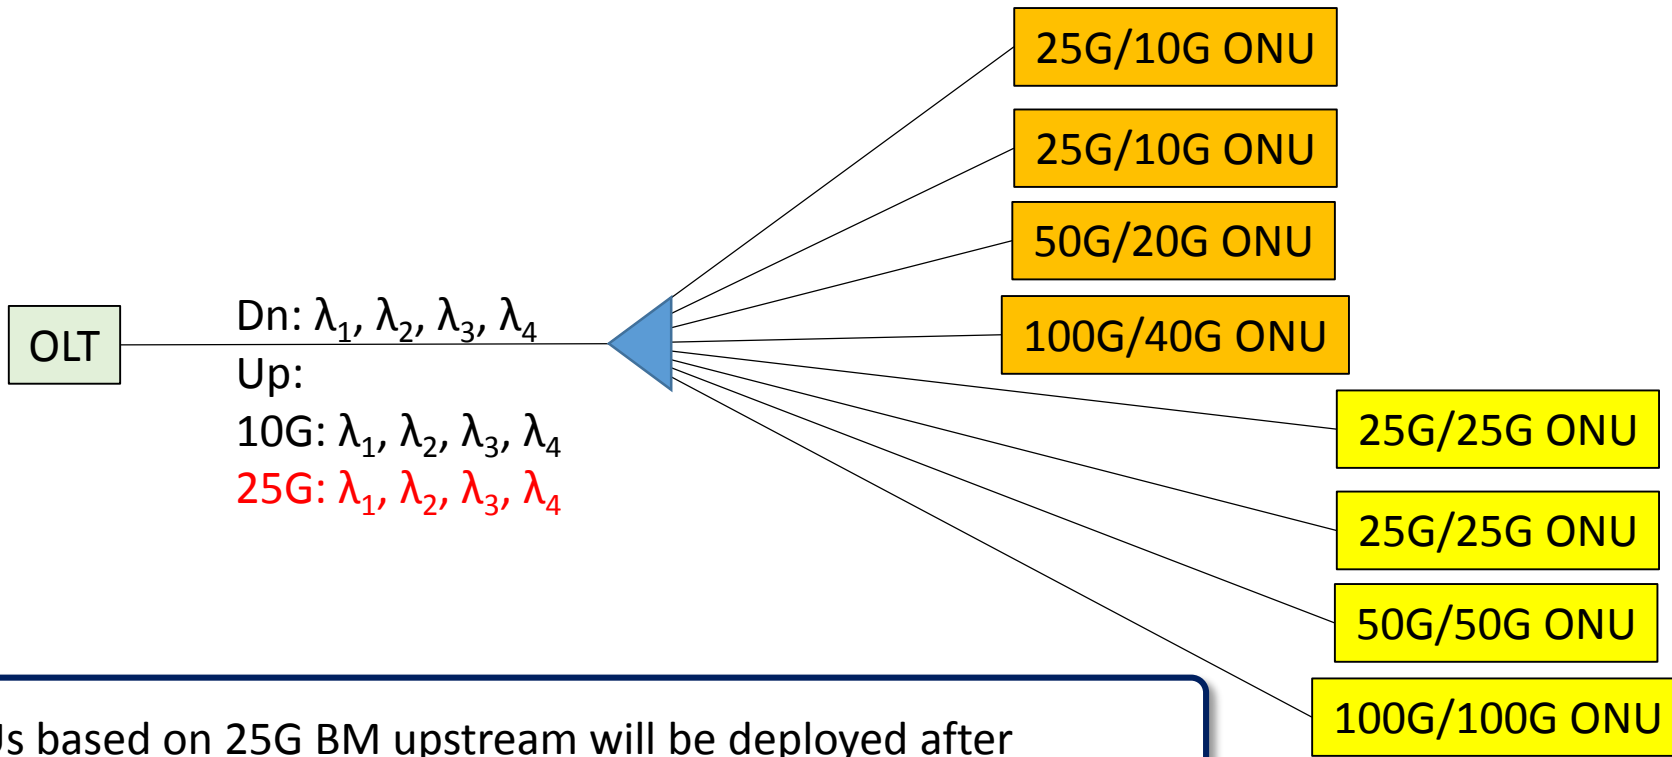 25G/10G ONU
25G/10G ONU
50G/20G ONU
100G/40G ONU
OLT
Dn: λ₁, λ₂, λ₃, λ₄
Up:
10G: λ₁, λ₂, λ₃, λ₄
25G: λ₁, λ₂, λ₃, λ₄
25G/25G ONU
25G/25G ONU
50G/50G ONU
100G/100G ONU
based on 25G BM upstream will be deployed after